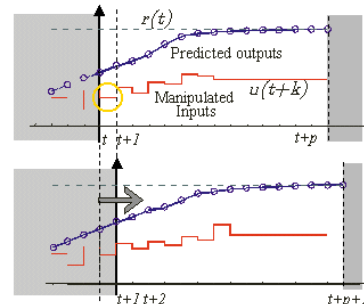 r(t)
Predicted outputs
u(t+k)
Manipulated
Inputs
t t+1 t+p
t+1 t+2 t+p+1